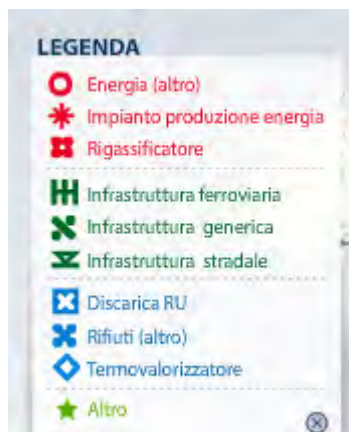 LEGENDA
Energia (altro)
Impianto produzione energia
Rigassificatore
Infrastruttura ferroviaria
Infrastruttura generica
Infrastruttura stradale
Discarica RU
Rifiuti (altro)
Termovalorizzatore
Altro